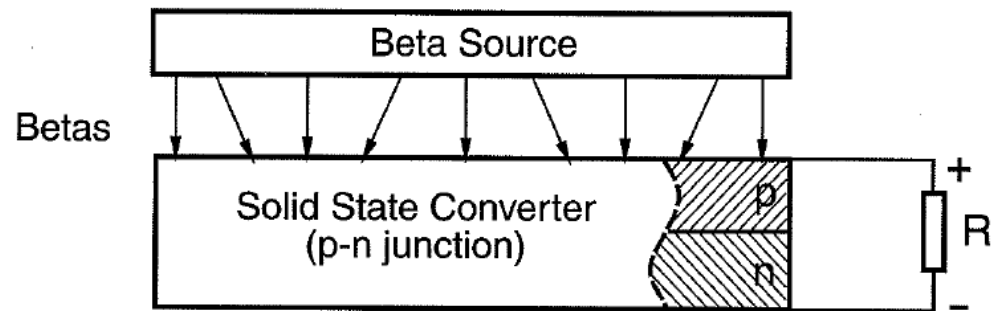 Beta Source
Betas
Solid State Converter
(p-n junction)
p
n
+
R
−